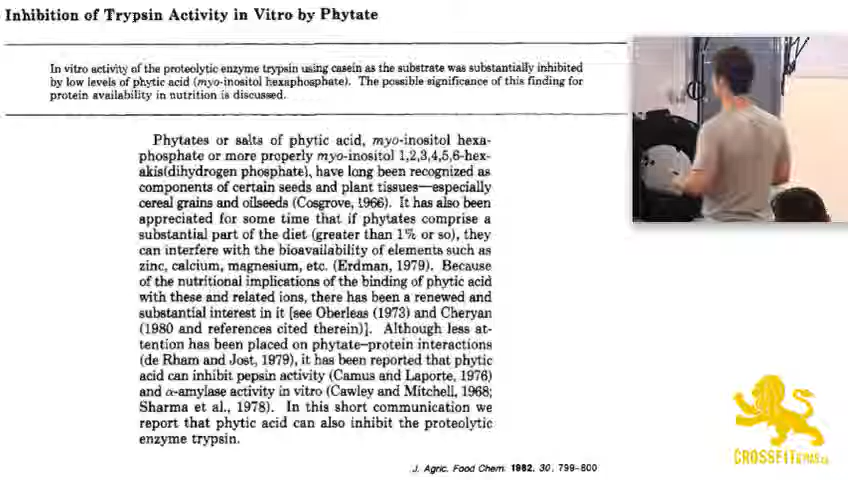 Inhibition of Trypsin Activity in Vitro by Phytate
In vitro activity of the proteolytic enzyme trypsin using casein as the substrate was substantially inhibited
by low levels of phytic acid (myo-inositol hexaphosphate). The possible significance of this finding for
protein availability in nutrition is discussed.
Phytates or salts of phytic acid, myo-inositol hexa-
phosphate or more properly myo-inositol 1,2,3,4,5,6-hex-
akis(dihydrogen phosphate), have long been recognized as
components of certain seeds and plant tissues—especially
cereal grains and oilseeds (Cosgrove, 1966). It has also been
appreciated for some time that if phytates comprise a
substantial part of the diet (greater than 1% or so), they
can interfere with the bioavailability of elements such as
zinc, calcium, magnesium, etc. (Erdman, 1979). Because
of the nutritional implications of the binding of phytic acid
with these and related ions, there has been a renewed and
substantial interest in it [see Oberleas (1973) and Cheryan
(1980 and references cited therein)]. Although less at-
tention has been placed on phytate-protein interactions
(de Rham and Jost, 1979), it has been reported that phytic
acid can inhibit pepsin activity (Camus and Laporte, 1976)
and α-amylase activity in vitro (Cawley and Mitchell, 1968;
Sharma et al., 1978). In this short communication we
report that phytic acid can also inhibit the proteolytic
enzyme trypsin.
J. Agric. Food Chem. 1982, 30, 799-800
CROSSFIT